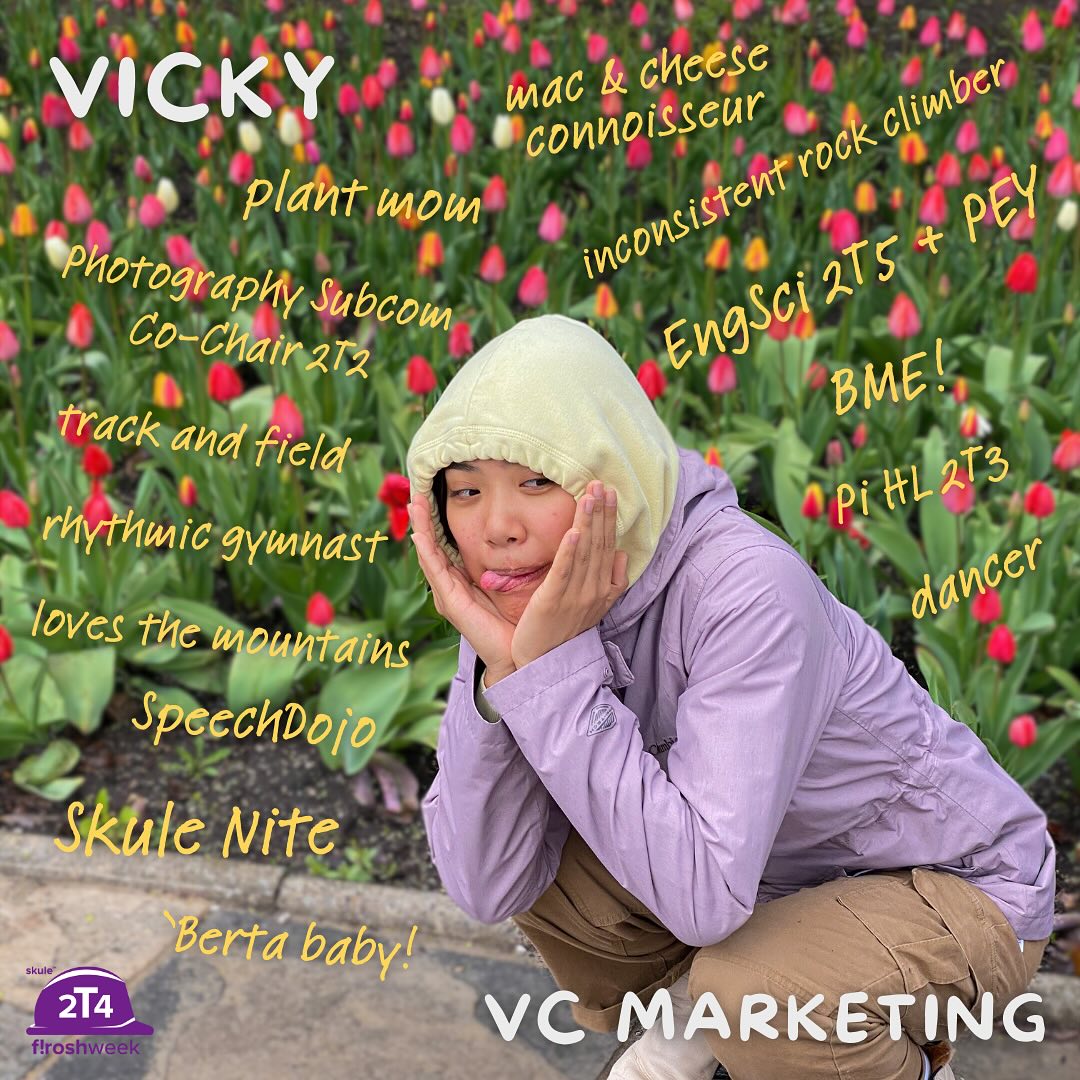 VICKY
mac & cheese
connoisseur
inconsistent rock climber
plant mom
EngSci 2T5 + PEY
Photography Subcom
Co-Chair 2T2
BME!
track and field
Pi HL 2T3
rhythmic gymnast
dancer
loves the mountains
SpeechDojo
Skule Nite
`Berta baby!
skule™
2T4
f!rosh week
VC MARKETING